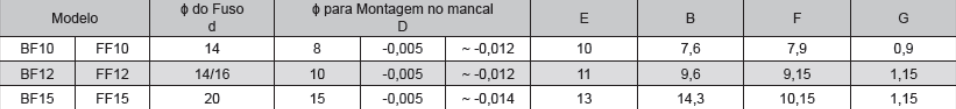 Modelo ϕ do Fuso d ϕ para Montagem no mancal D E B F G
BF10 FF10 14 8 -0,005 ~ -0,012 10 7,6 7,9 0,9
BF12 FF12 14/16 10 -0,005 ~ -0,012 11 9,6 9,15 1,15
BF15 FF15 20 15 -0,005 ~ -0,014 13 14,3 10,15 1,15